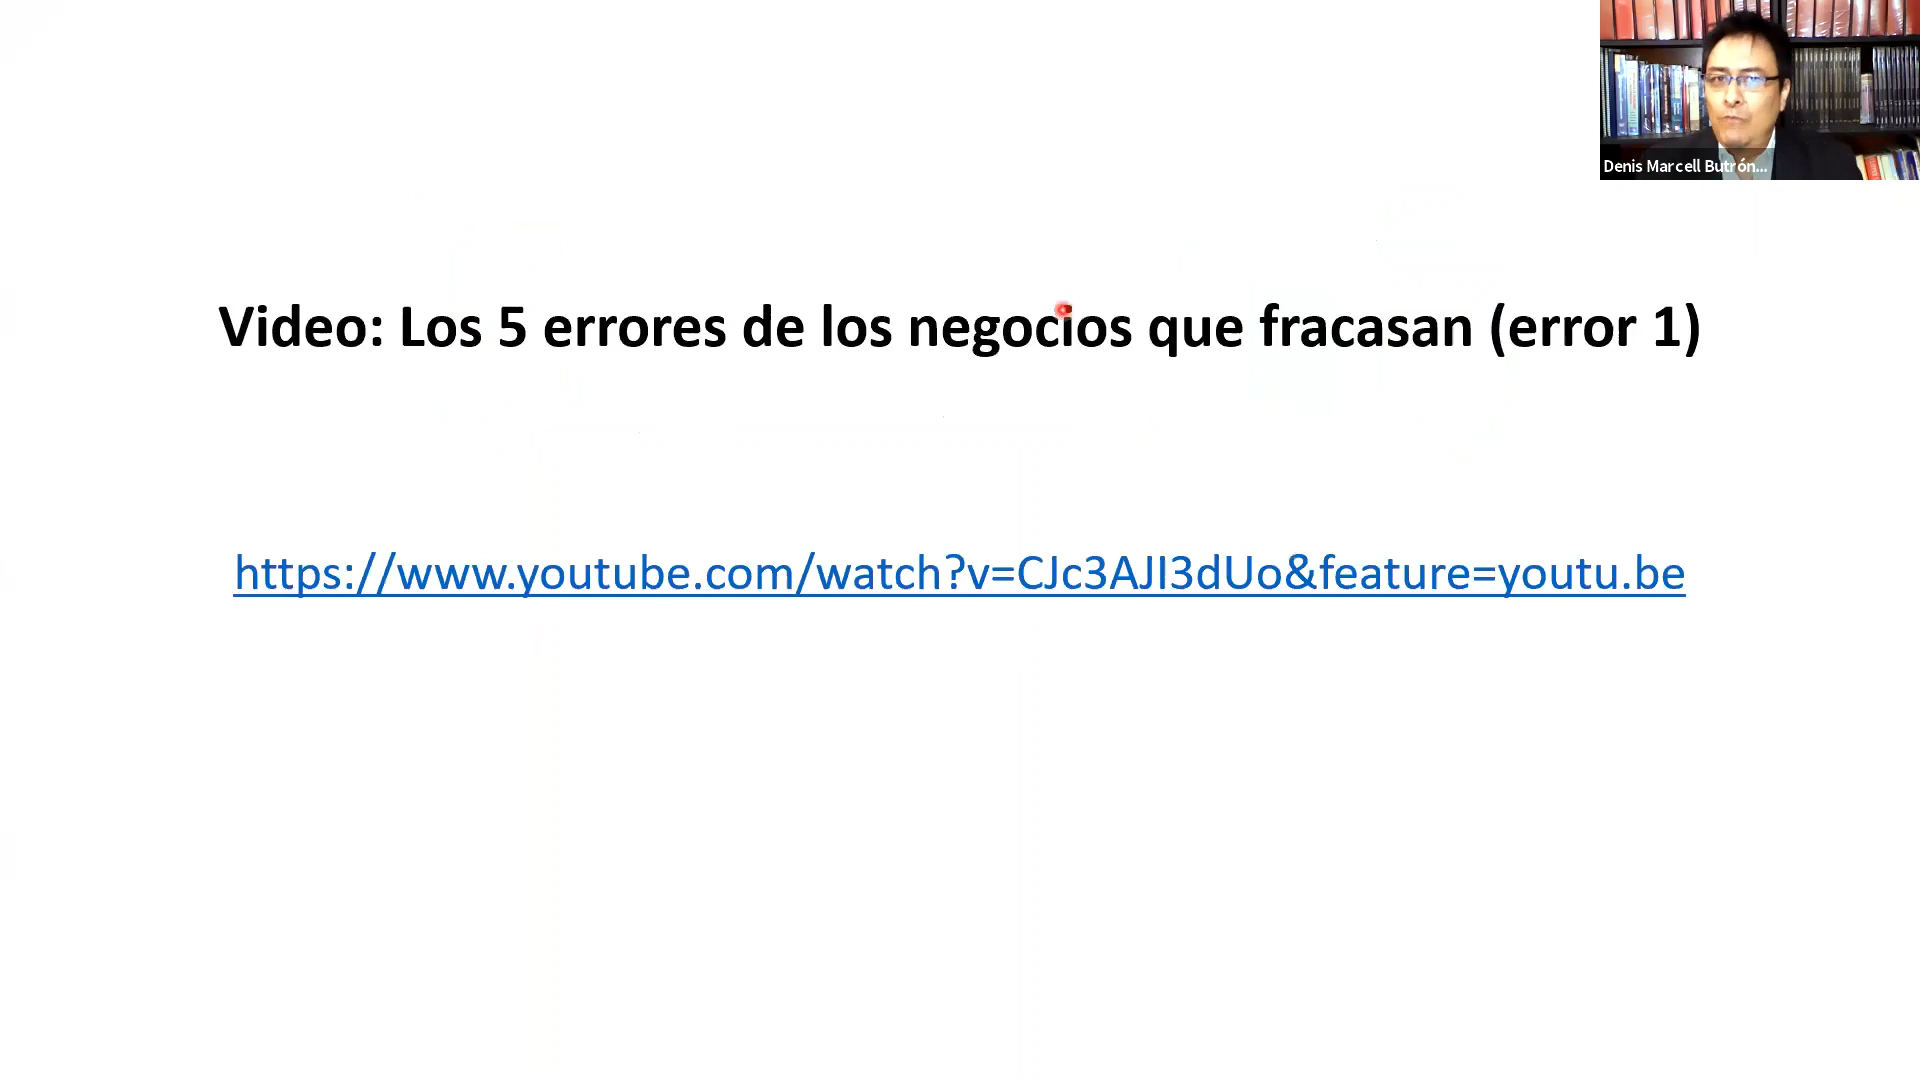 Denis Marcell Butrón...
Video: Los 5 errores de los negocios que fracasan (error 1)
https://www.youtube.com/watch?v=CJc3AJI3dUo&feature=youtu.be